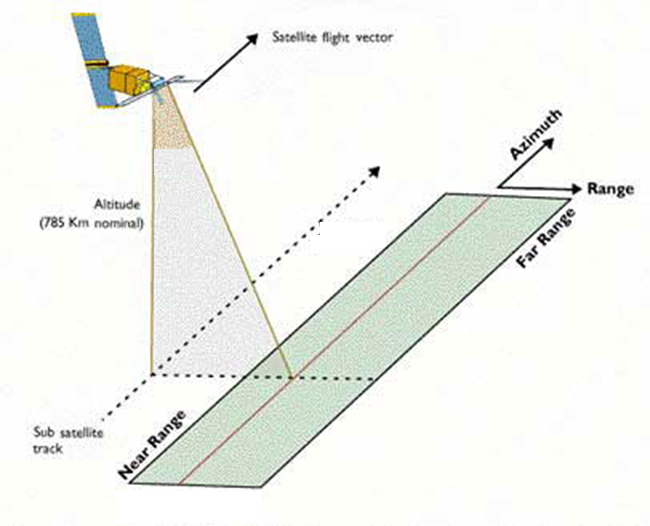 Satellite flight vector
Azimuth
Range
Altitude
(785 Km nominal)
Far Range
Sub satellite
track
Near Range